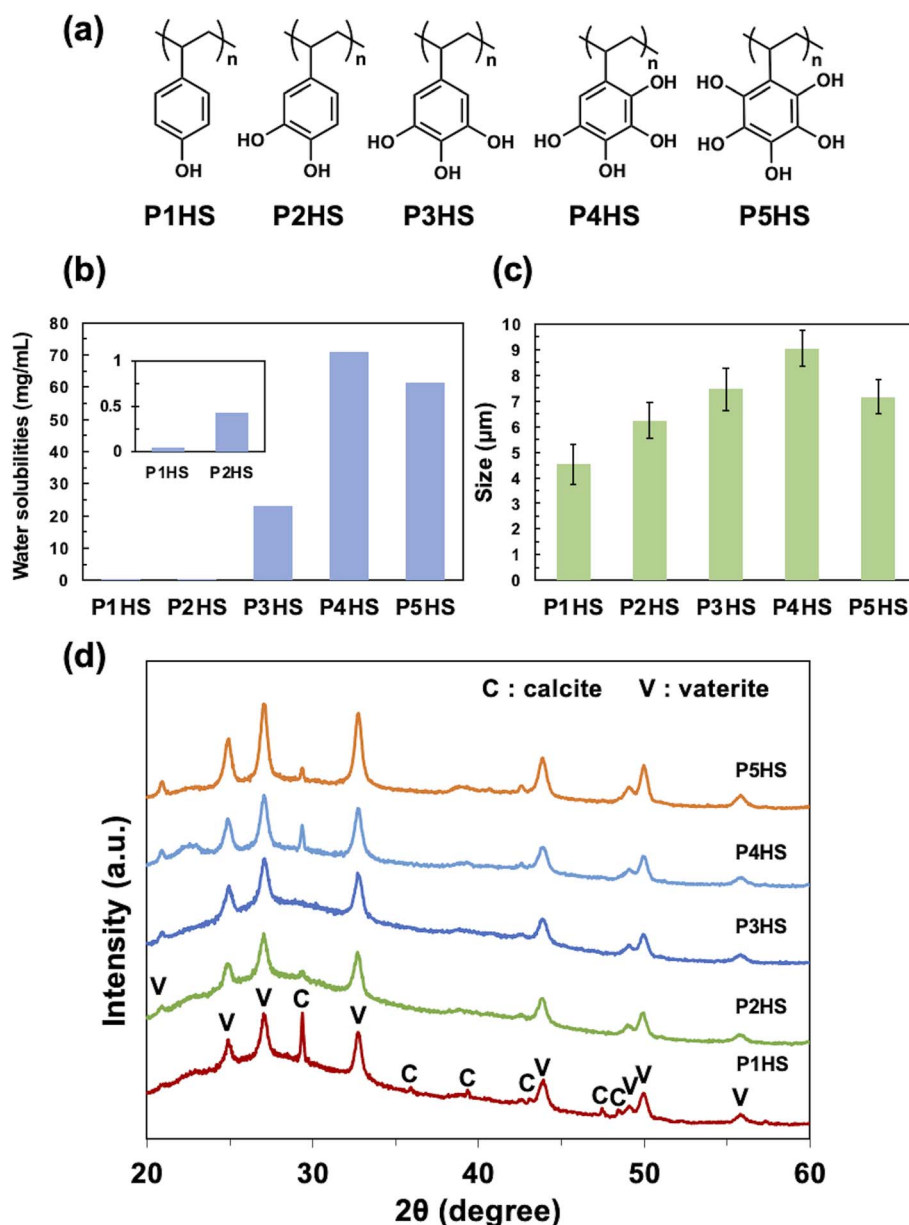 (a)
n n n n n
HO OH HO OH
HO HO OH HO OH HO OH
OH OH OH OH OH
P1HS P2HS P3HS P4HS P5HS
(b) (c)
Water solubilities (mg/mL)
80
70
60
50
40
30
20
10
0
1
0.5
0
P1HS P2HS
P1HS P2HS P3HS P4HS P5HS
Size (µm)
10
9
8
7
6
5
4
3
2
1
0
P1HS P2HS P3HS P4HS P5HS
(d)
C : calcite V : vaterite
Intensity (a.u.)
P5HS
P4HS
P3HS
P2HS
P1HS
V V V C V C C C V C C V V V
20 30 40 50 60
2θ (degree)